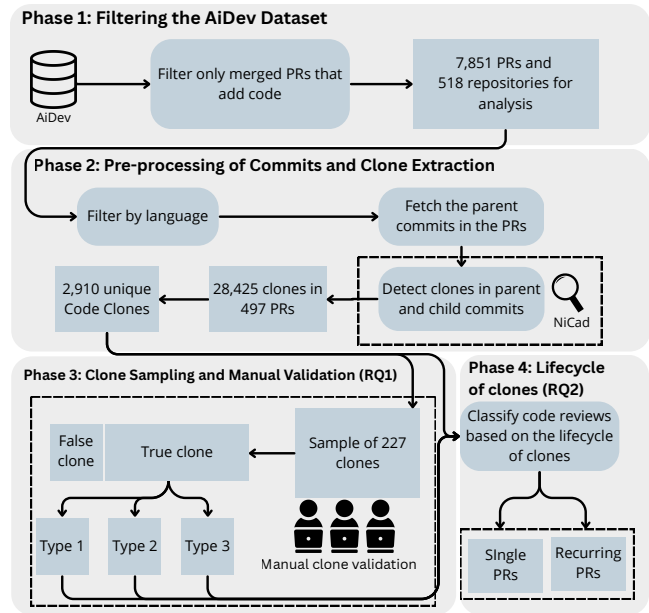 Phase 1: Filtering the AiDev Dataset
AiDev
Filter only merged PRs that
add code
7,851 PRs and
518 repositories for
analysis
Phase 2: Pre-processing of Commits and Clone Extraction
Filter by language
Fetch the parent
commits in the PRs
2,910 unique
Code Clones
28,425 clones in
497 PRs
Detect clones in parent
and child commits
NiCad
Phase 3: Clone Sampling and Manual Validation (RQ1)
False
clone
True clone
Sample of 227
clones
Type 1
Type 2
Type 3
Manual clone validation
Phase 4: Lifecycle
of clones (RQ2)
Classify code reviews
based on the lifecycle
of clones
SIngle
PRs
Recurring
PRs